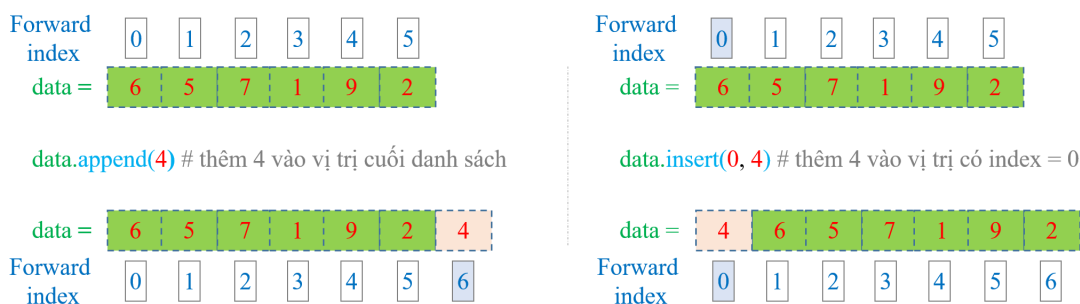 Forward index 0 1 2 3 4 5
data = 6 5 7 1 9 2
data.append(4) # thêm 4 vào vị trị cuối danh sách
data = 6 5 7 1 9 2 4
Forward index 0 1 2 3 4 5 6
Forward index 0 1 2 3 4 5
data = 6 5 7 1 9 2
data.insert(0, 4) # thêm 4 vào vị trị có index = 0
data = 4 6 5 7 1 9 2
Forward index 0 1 2 3 4 5 6